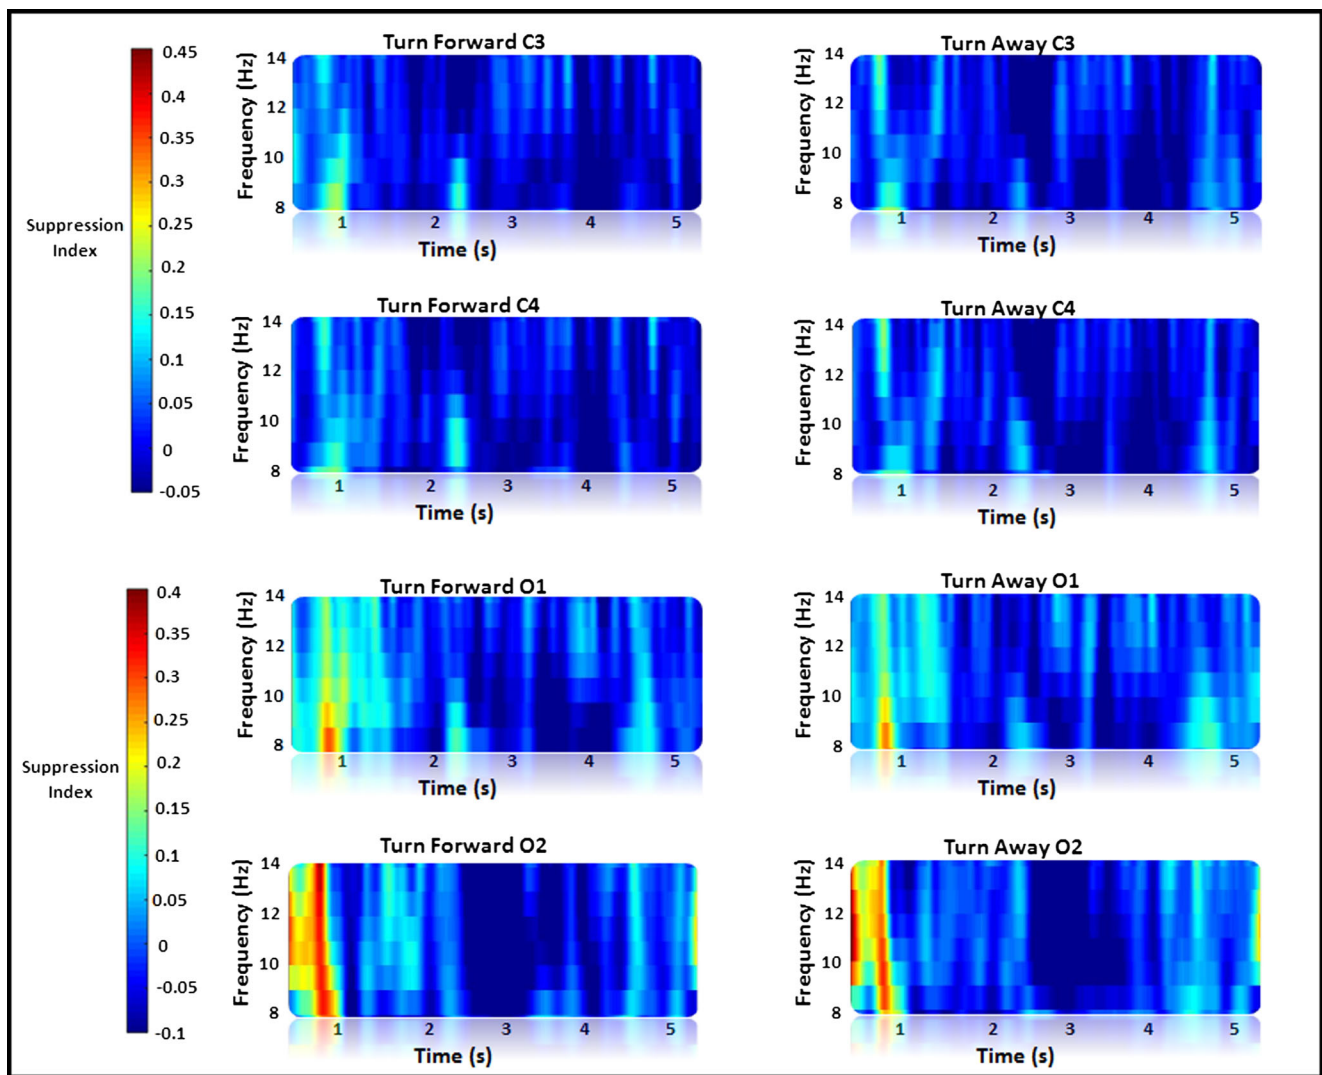 Turn Forward C3
Turn Away C3
0.45
0.4
0.35
0.3
0.25
0.2
0.15
0.1
0.05
0
-0.05
Suppression
Index
Frequency (Hz)
14
12
10
8
1 2 3 4 5
Time (s)
Frequency (Hz)
14
12
10
8
1 2 3 4 5
Time (s)
Turn Forward C4
Turn Away C4
Frequency (Hz)
14
12
10
8
1 2 3 4 5
Time (s)
Frequency (Hz)
14
12
10
8
1 2 3 4 5
Time (s)
Turn Forward O1
Turn Away O1
0.4
0.35
0.3
0.25
0.2
0.15
0.1
0.05
0
-0.05
-0.1
Suppression
Index
Frequency (Hz)
14
12
10
8
1 2 3 4 5
Time (s)
Frequency (Hz)
14
12
10
8
1 2 3 4 5
Time (s)
Turn Forward O2
Turn Away O2
Frequency (Hz)
14
12
10
8
1 2 3 4 5
Time (s)
Frequency (Hz)
14
12
10
8
1 2 3 4 5
Time (s)